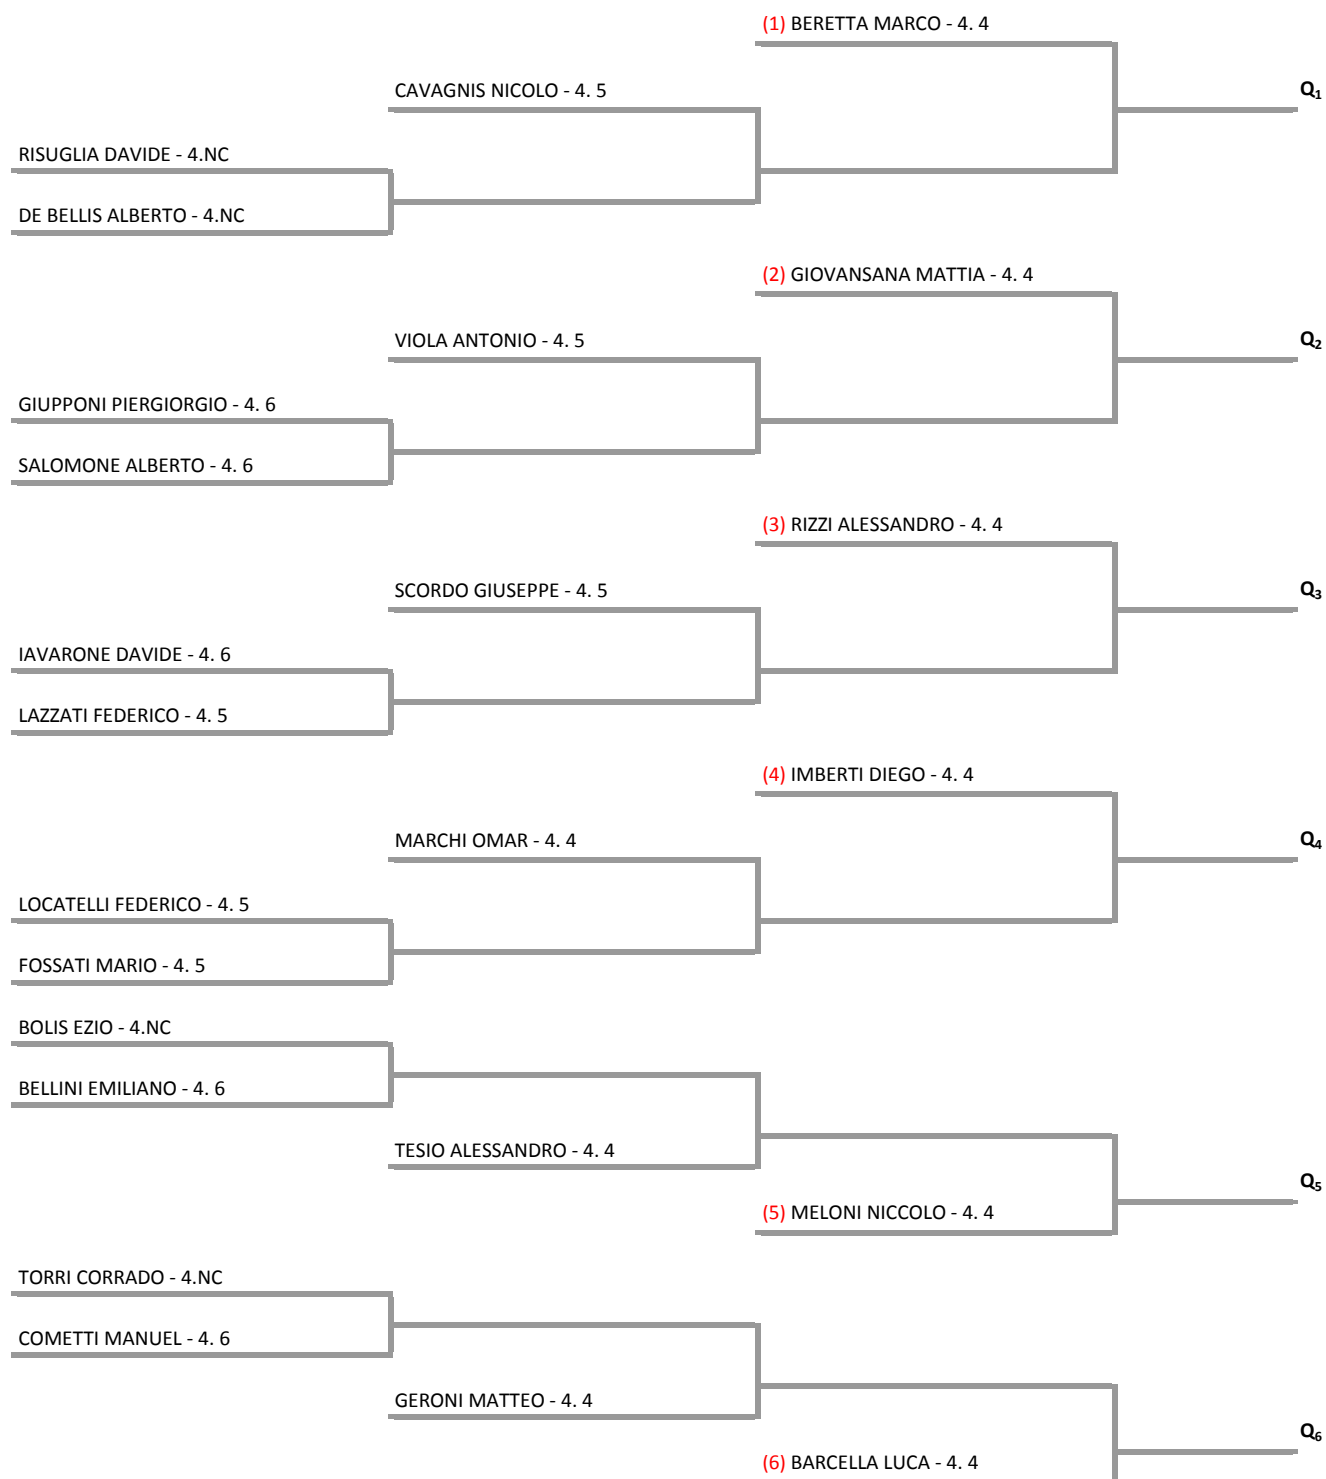 (1) BERETTA MARCO - 4. 4
CAVAGNIS NICOLO - 4. 5
Q1
RISUGLIA DAVIDE - 4.NC
DE BELLIS ALBERTO - 4.NC
(2) GIOVANSANA MATTIA - 4. 4
VIOLA ANTONIO - 4. 5
Q2
GIUPPONI PIERGIORGIO - 4. 6
SALOMONE ALBERTO - 4. 6
(3) RIZZI ALESSANDRO - 4. 4
SCORDO GIUSEPPE - 4. 5
Q3
IAVARONE DAVIDE - 4. 6
LAZZATI FEDERICO - 4. 5
(4) IMBERTI DIEGO - 4. 4
MARCHI OMAR - 4. 4
Q4
LOCATELLI FEDERICO - 4. 5
FOSSATI MARIO - 4. 5
BOLIS EZIO - 4.NC
BELLINI EMILIANO - 4. 6
TESIO ALESSANDRO - 4. 4
Q5
(5) MELONI NICCOLO - 4. 4
TORRI CORRADO - 4.NC
COMETTI MANUEL - 4. 6
GERONI MATTEO - 4. 4
Q6
(6) BARCELLA LUCA - 4. 4